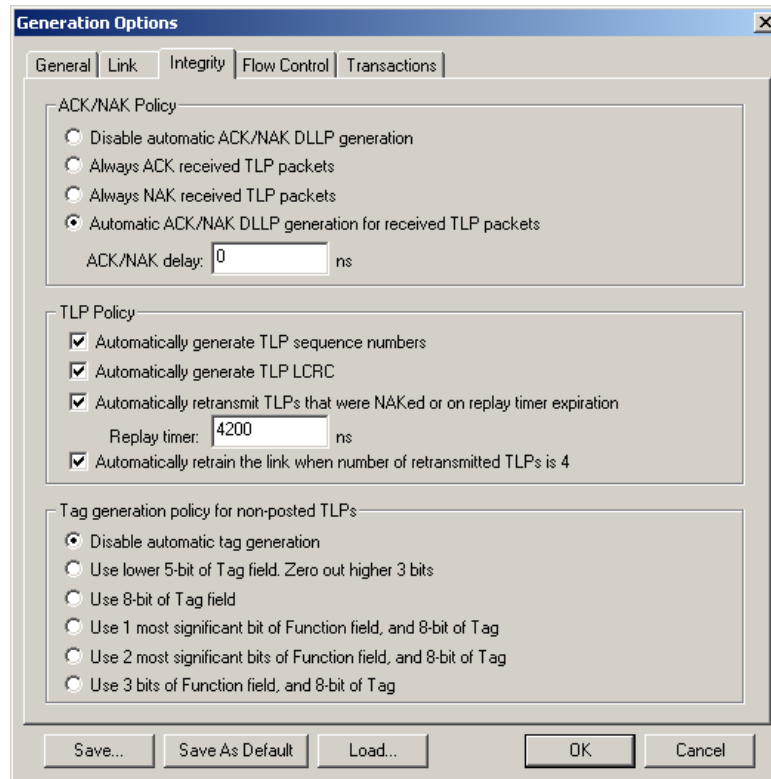 Generation Options
General Link Integrity Flow Control Transactions
ACK/NAK Policy
Disable automatic ACK/NAK DLLP generation
Always ACK received TLP packets
Always NAK received TLP packets
Automatic ACK/NAK DLLP generation for received TLP packets
ACK/NAK delay: 0 ns
TLP Policy
Automatically generate TLP sequence numbers
Automatically generate TLP LCRC
Automatically retransmit TLPs that were NAKed or on replay timer expiration
Replay timer: 4200 ns
Automatically retrain the link when number of retransmitted TLPs is 4
Tag generation policy for non-posted TLPs
Disable automatic tag generation
Use lower 5-bit of Tag field. Zero out higher 3 bits
Use 8-bit of Tag field
Use 1 most significant bit of Function field, and 8-bit of Tag
Use 2 most significant bits of Function field, and 8-bit of Tag
Use 3 bits of Function field, and 8-bit of Tag
Save... Save As Default Load... OK Cancel